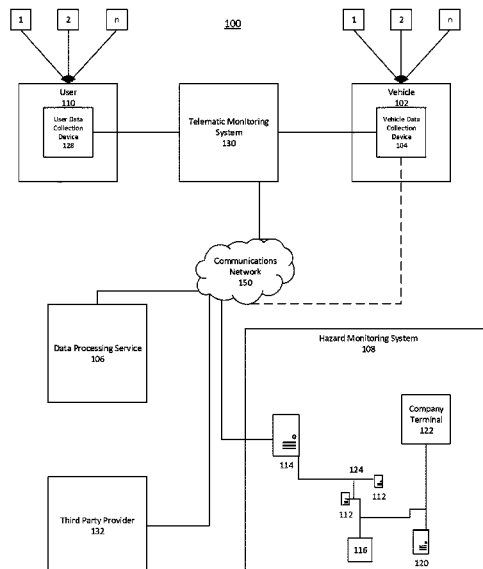 100
1
2
n
1
2
n
User
110
User Data
Collection
Device
128
Telematic Monitoring
System
130
Vehicle
102
Vehicle Data
Collection
Device
104
Communications
Network
150
Data Processing Service
106
Hazard Monitoring System
108
Company
Terminal
122
114
124
112
112
116
120
Third Party Provider
132